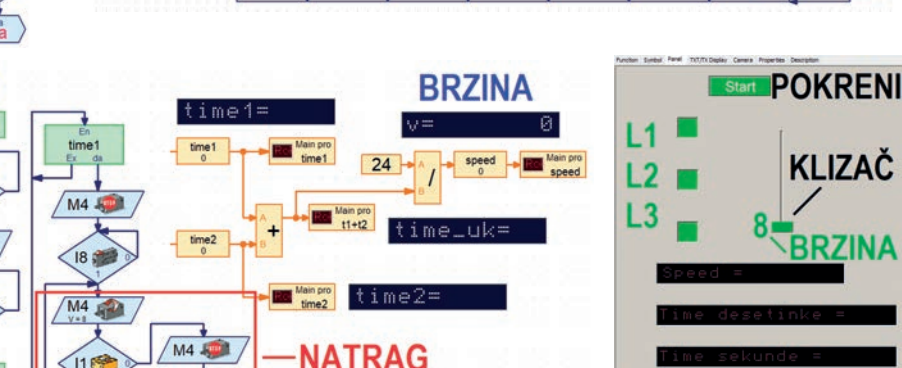 a
En
time1
Ex da
M4 STOP
I8
0
1
M4
V = 8
I1
0
M4 STOP
NATRAG
BRZINA
time1=
time1
0
Main pro
time1
time2
0
A
B
+
Main pro
t1+t2
Main pro
time2
time2=
time_uk=
v= 0
24
A
B
/
speed
0
Main pro
speed
Function Symbol Panel TXT/TX Display Camera Properties Description
Start POKRENI
L1
L2
L3
KLIZAČ
8
BRZINA
Speed =
Time desetinke =
Time sekunde =